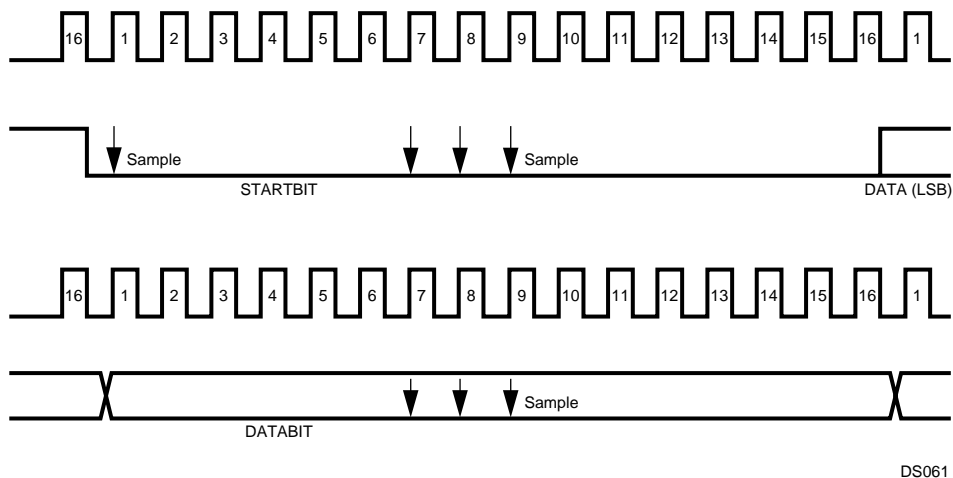 16 1 2 3 4 5 6 7 8 9 10 11 12 13 14 15 16 1
Sample Sample
STARTBIT DATA (LSB)
16 1 2 3 4 5 6 7 8 9 10 11 12 13 14 15 16 1
Sample
DATABIT
DS061